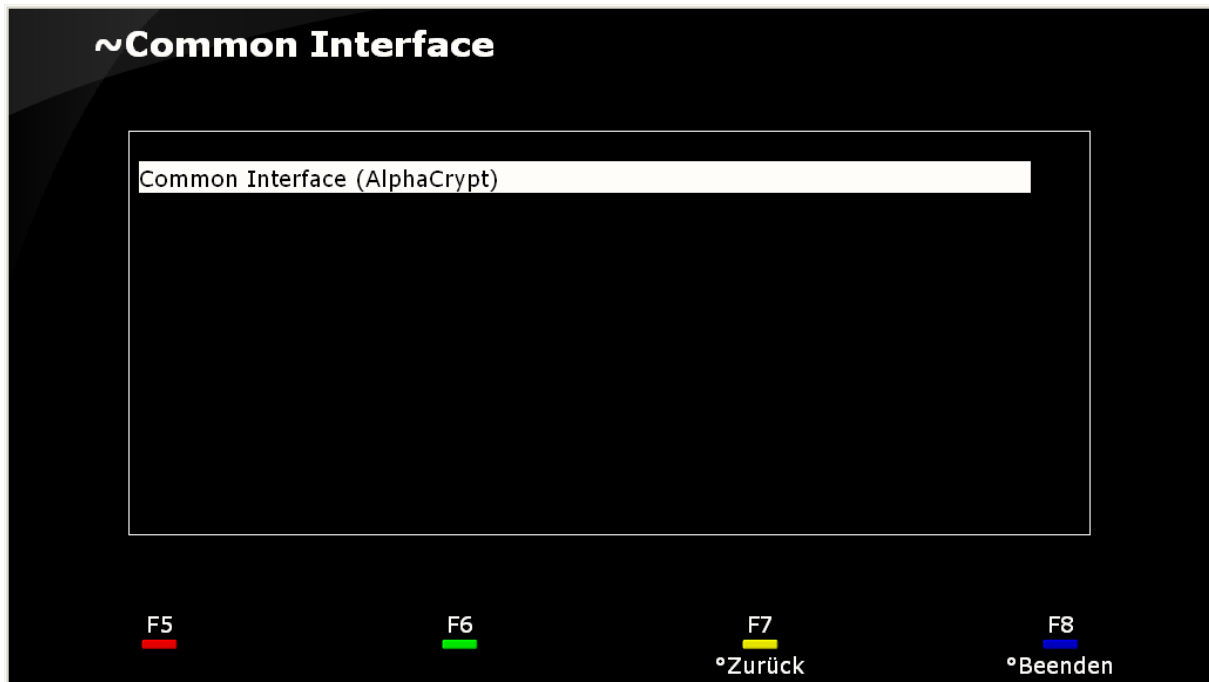 ~Common Interface
Common Interface (AlphaCrypt)
F5 F6 F7 F8
°Zurück °Beenden